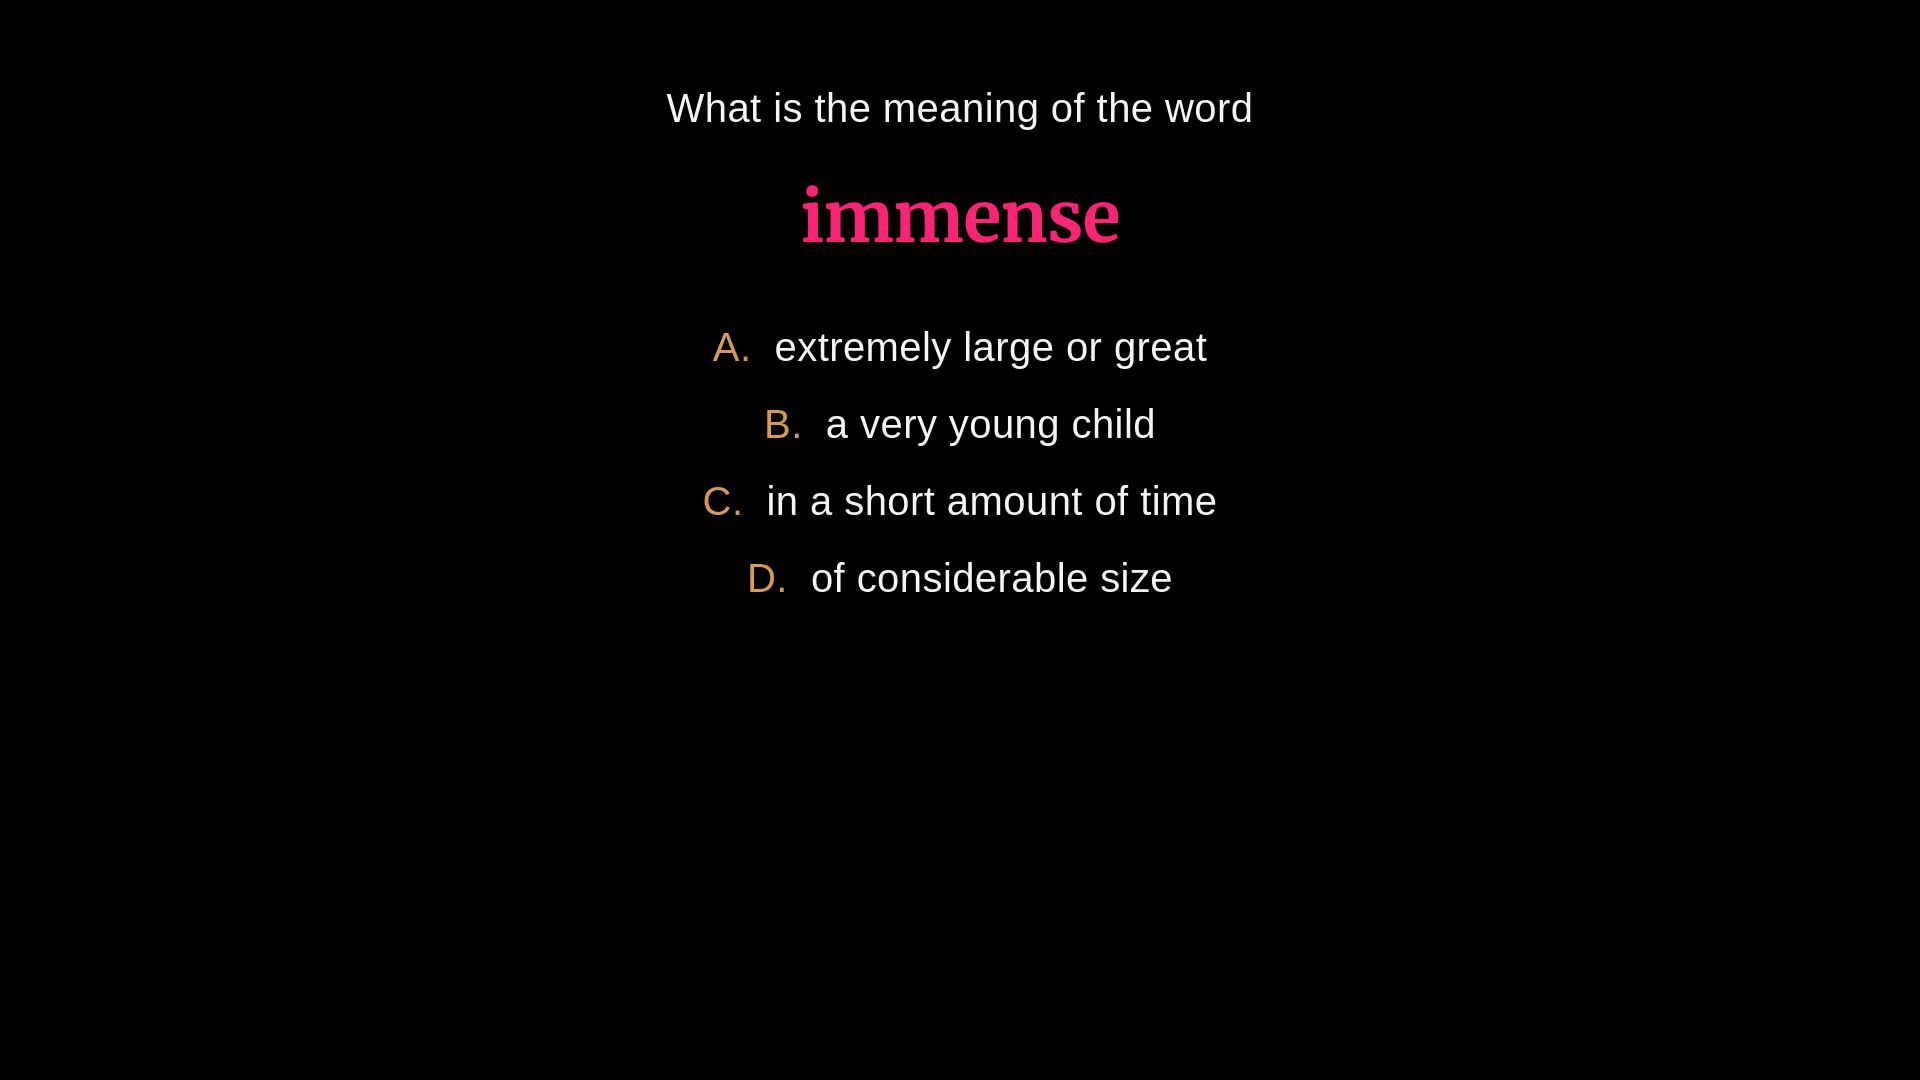 What is the meaning of the word
immense
A. extremely large or great
B. a very young child
C. in a short amount of time
D. of considerable size